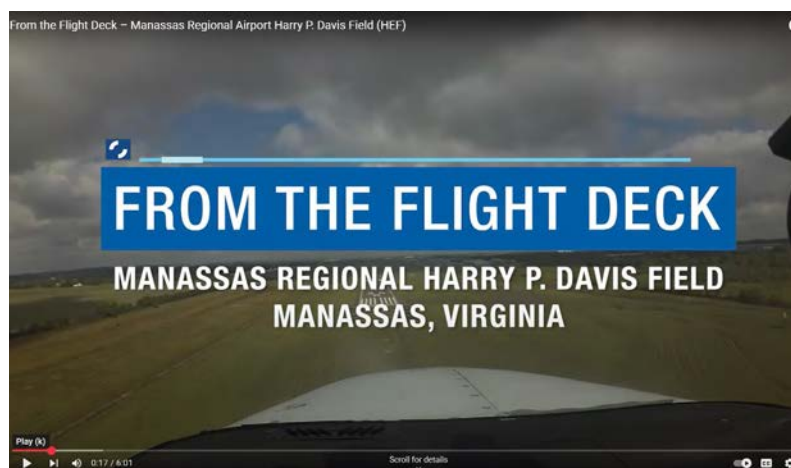 From the Flight Deck – Manassas Regional Airport Harry P. Davis Field (HEF)
FROM THE FLIGHT DECK
MANASSAS REGIONAL HARRY P. DAVIS FIELD
MANASSAS, VIRGINIA
Play (k)
0:17 / 6:01
Scroll for details
CC